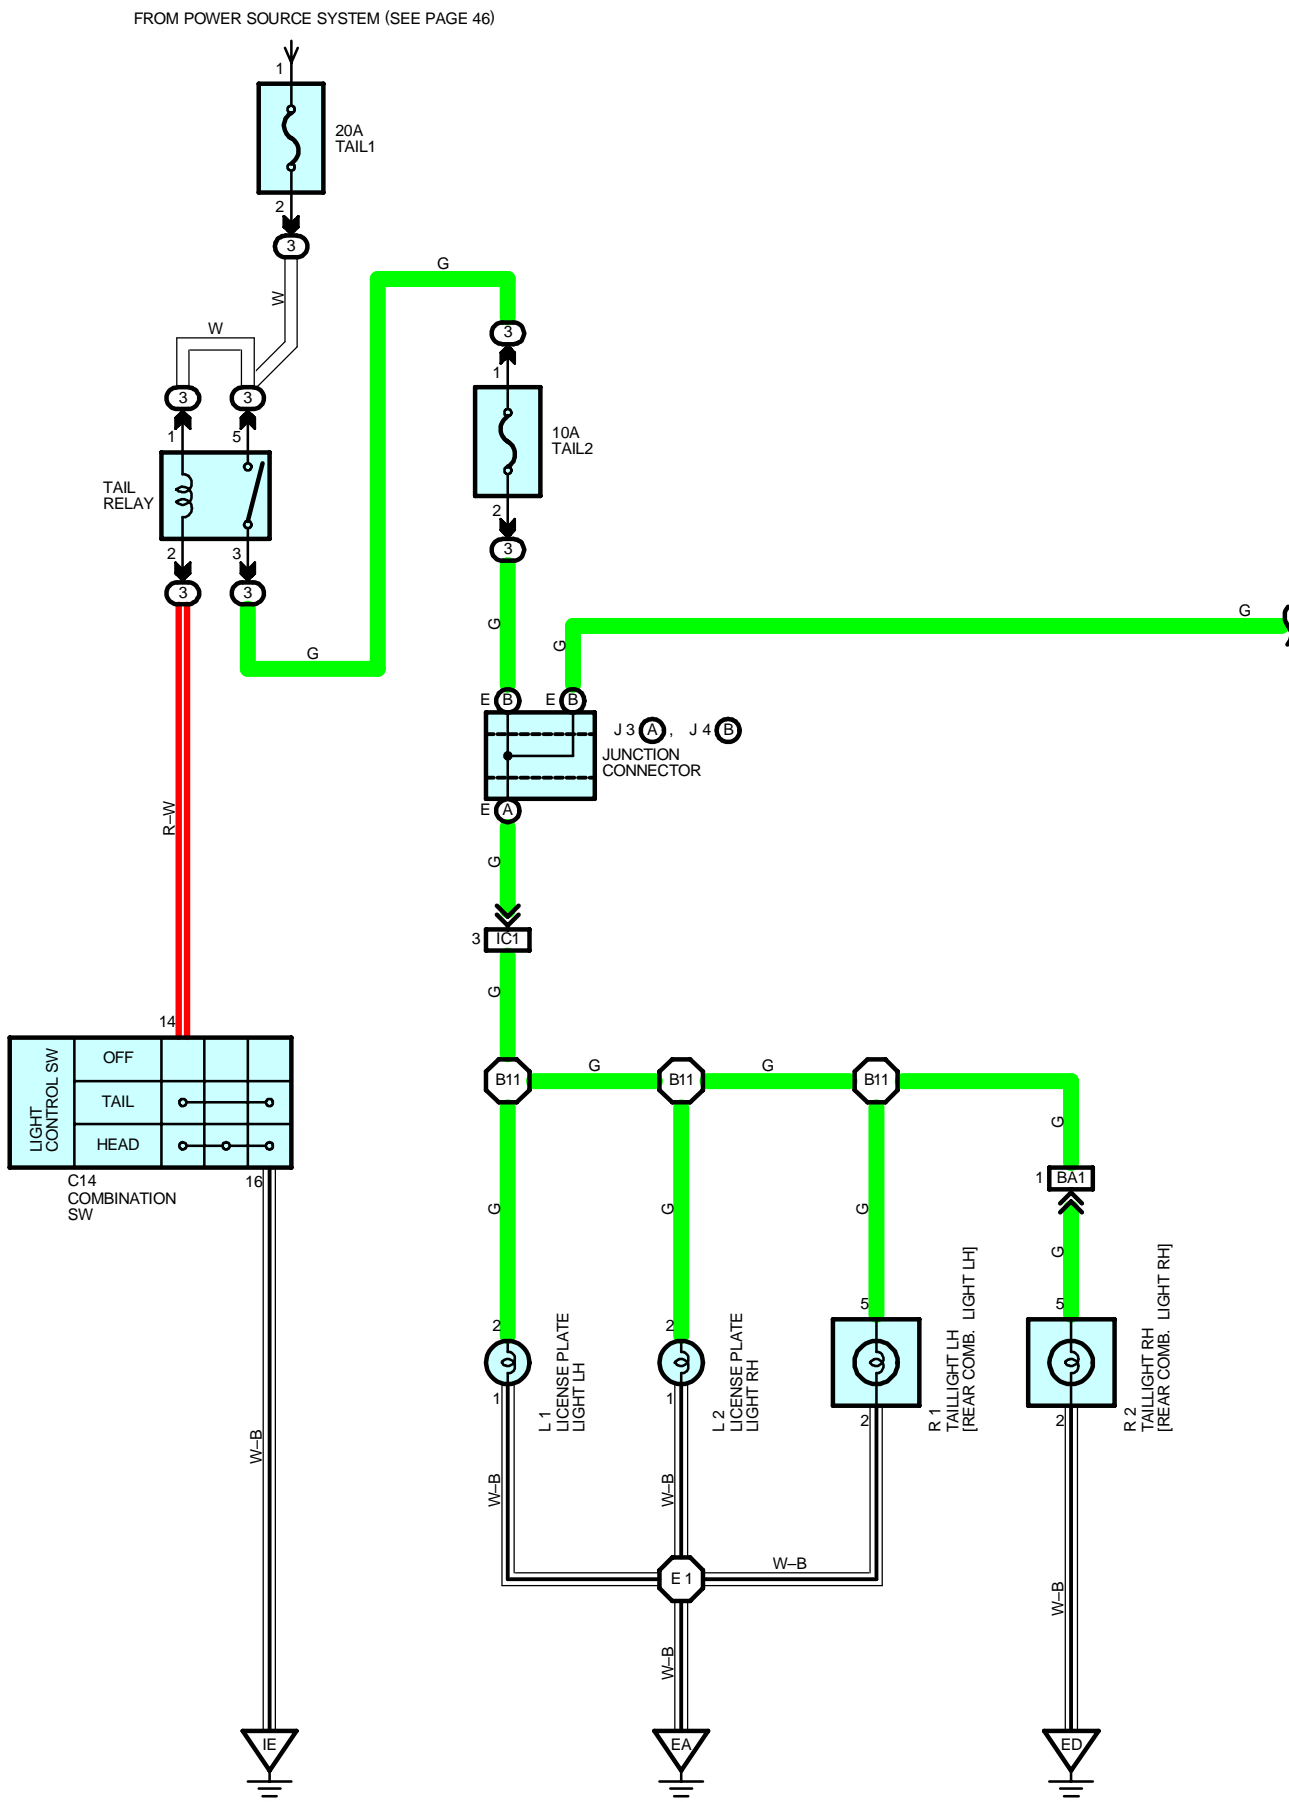 FROM POWER SOURCE SYSTEM (SEE PAGE 46)
1
20A
TAIL1
2
3
W
W
G
3
1
10A
TAIL2
2
3
3
3
1
5
TAIL
RELAY
2
3
3
3
G
G
G
G
E B
E B
J 3 A , J 4 B
JUNCTION
CONNECTOR
E A
R–W
G
3 IC1
G
14
LIGHT
CONTROL SW
OFF
TAIL
HEAD
C14
COMBINATION
SW
16
B11
G
B11
G
B11
G
1 BA1
G
G
G
G
2
L 1
LICENSE PLATE
LIGHT LH
1
2
L 2
LICENSE PLATE
LIGHT RH
1
5
R 1
TAILLIGHT LH
[REAR COMB. LIGHT LH]
2
5
R 2
TAILLIGHT RH
[REAR COMB. LIGHT RH]
2
W–B
W–B
W–B
W–B
E 1
W–B
W–B
IE
EA
ED